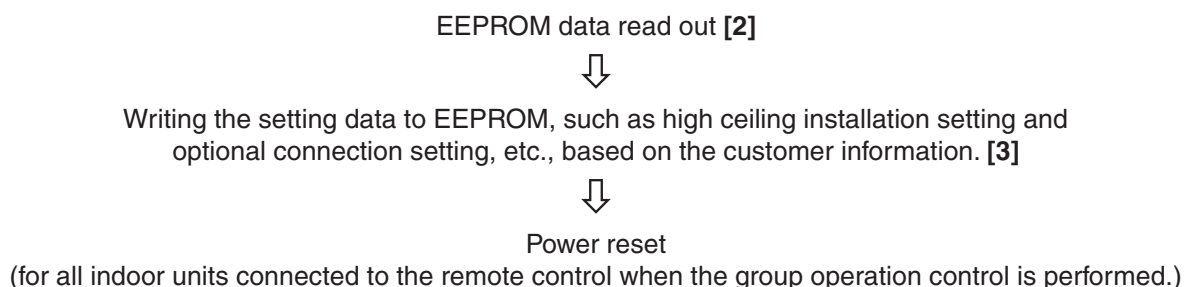 EEPROM data read out [2]
⇩
Writing the setting data to EEPROM, such as high ceiling installation setting and
optional connection setting, etc., based on the customer information. [3]
⇩
Power reset
(for all indoor units connected to the remote control when the group operation control is performed.)